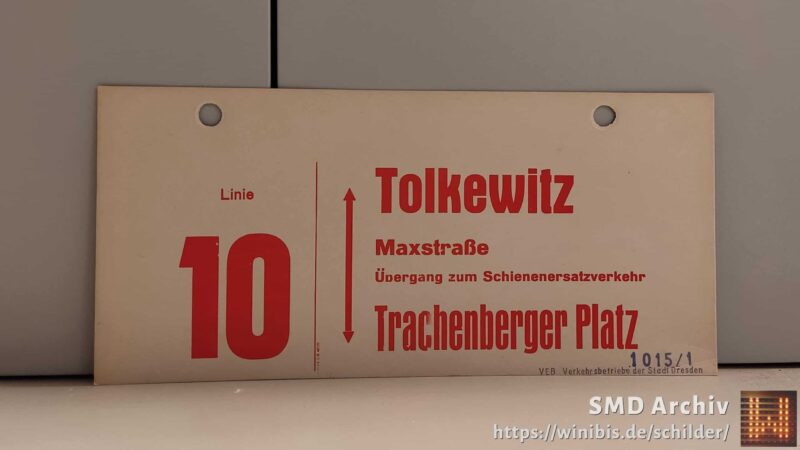 Linie
10
Tolkewitz
Maxstraße
Übergang zum Schienenersatzverkehr
Trachenberger Platz
1015/1
VEB Verkehrsbetriebe der Stadt Dresden
SMD Archiv
https://winibis.de/schilder/